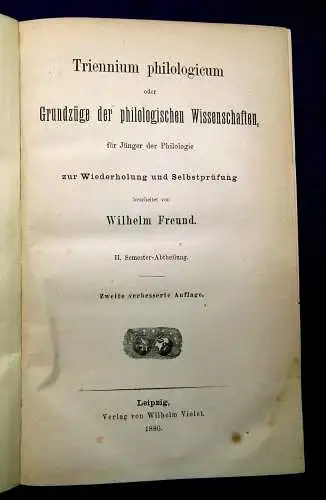 Triennium philologicum
oder
Grundzüge der philologischen Wissenschaften,
für Jünger der Philologie
zur Wiederholung und Selbstprüfung
bearbeitet von
Wilhelm Freund.
II. Semester-Abtheilung.
Zweite verbesserte Auflage.
Leipzig,
Verlag von Wilhelm Violet.
1880.